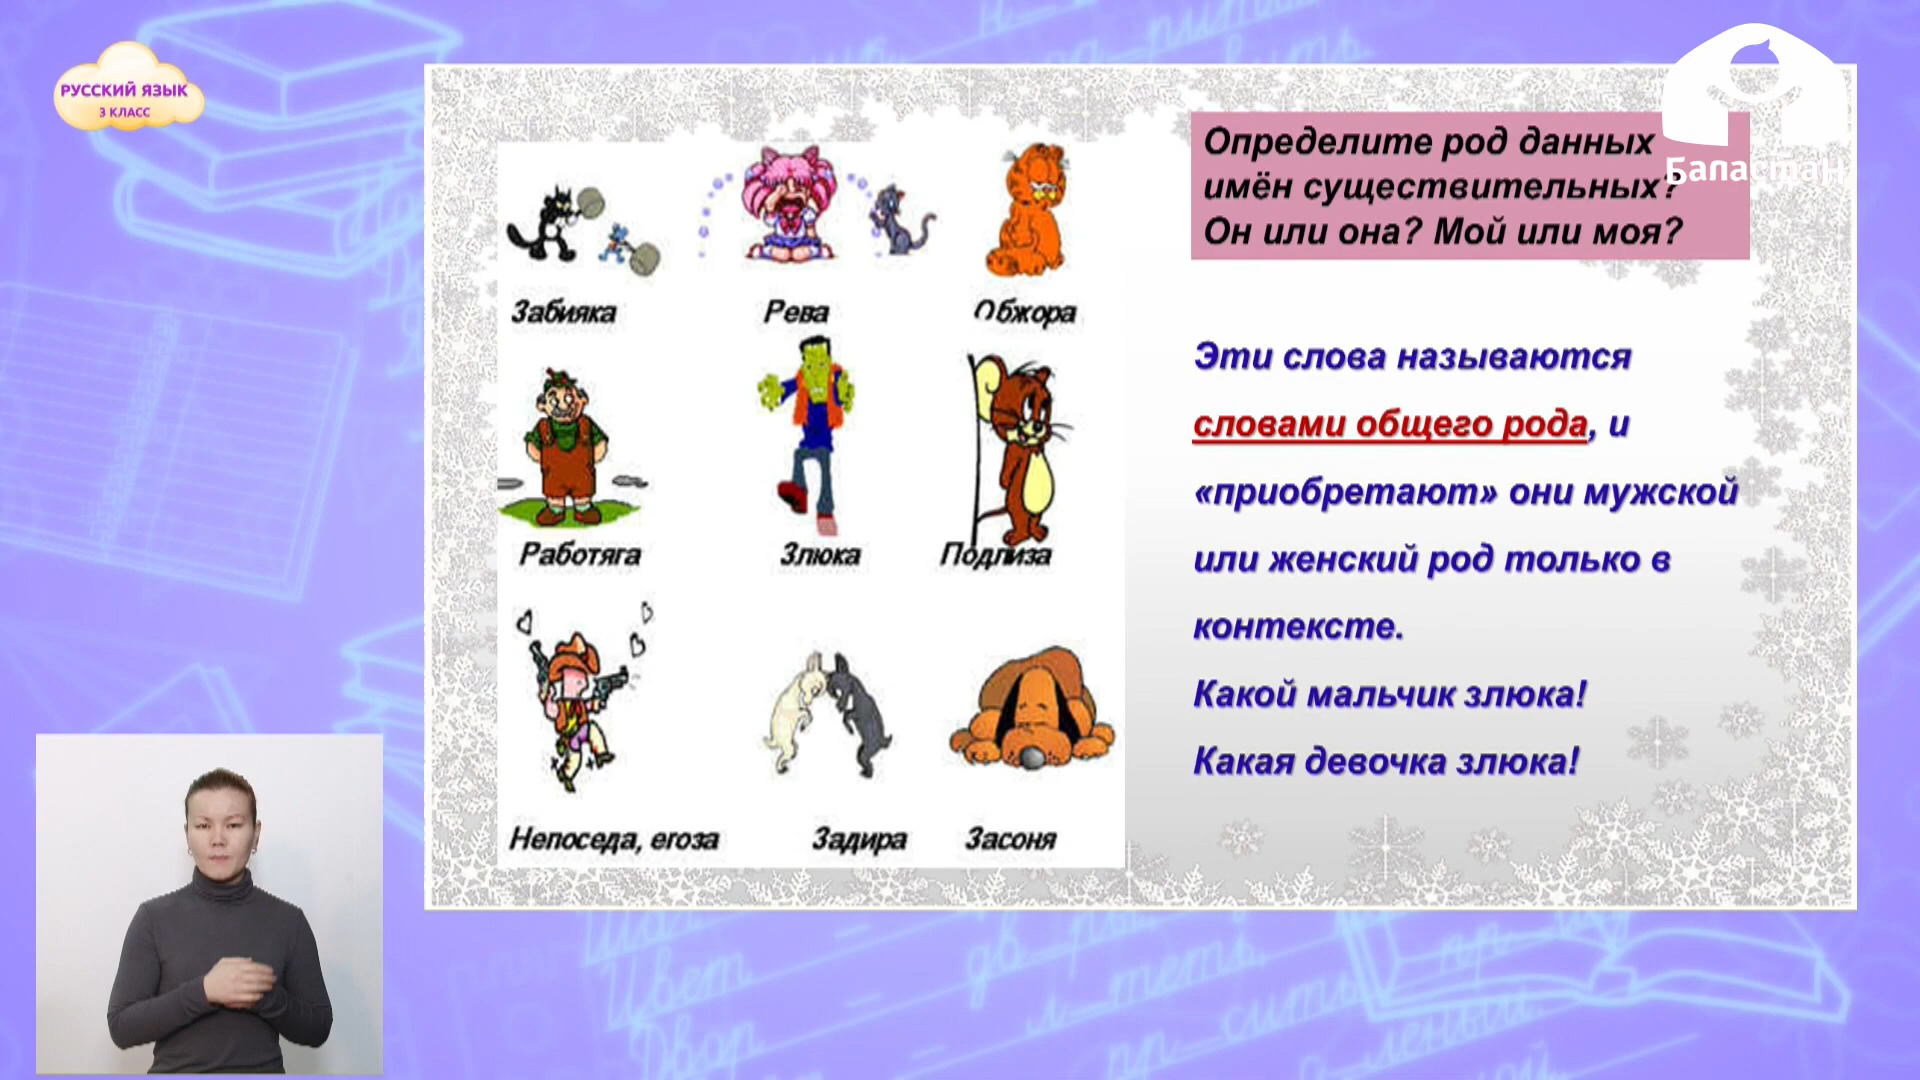 РУССКИЙ ЯЗЫК
3 КЛАСС
Баластан
Определите род данных
имён существительных?
Он или она? Мой или моя?
Забияка
Рева
Обжора
Работяга
Злюка
Подлиза
Непоседа, егоза
Задира
Засоня
Эти слова называются
словами общего рода, и
«приобретают» они мужской
или женский род только в
контексте.
Какой мальчик злюка!
Какая девочка злюка!
Цвет
Двор